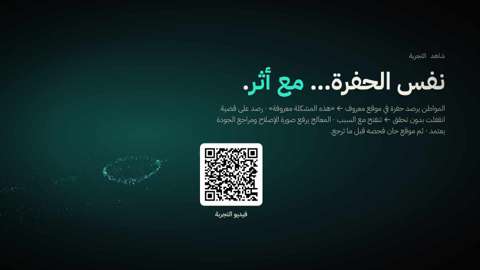 شاهد التجربة
نفس الحفرة... مع أثر.
المواطن يرصد حفرة في موقع معروف ← «هذه المشكلة معروفة» · رصد على قضية
انقفلت بدون تحقق ← تنفتح مع السبب · المعالج يرفع صورة الإصلاح ومراجع الجودة
يعتمد · ثم موقع حان فحصه قبل ما ترجع.
فيديو التجربة